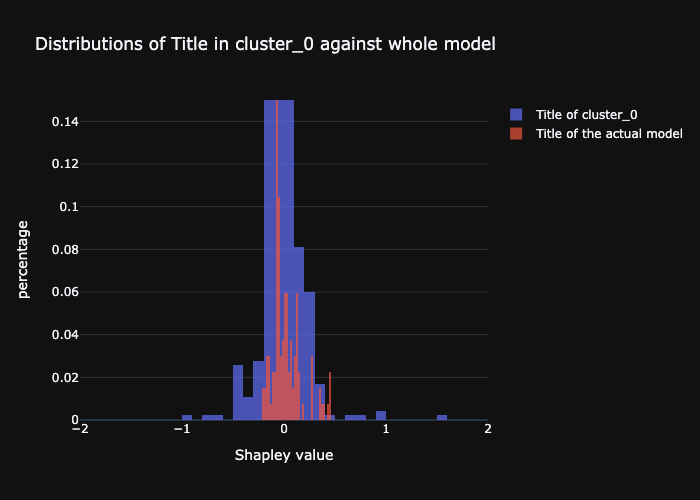 Distributions of Title in cluster_0 against whole model
Title of cluster_0
Title of the actual model
percentage
0.14
0.12
0.1
0.08
0.06
0.04
0.02
0
−2
−1
0
1
2
Shapley value